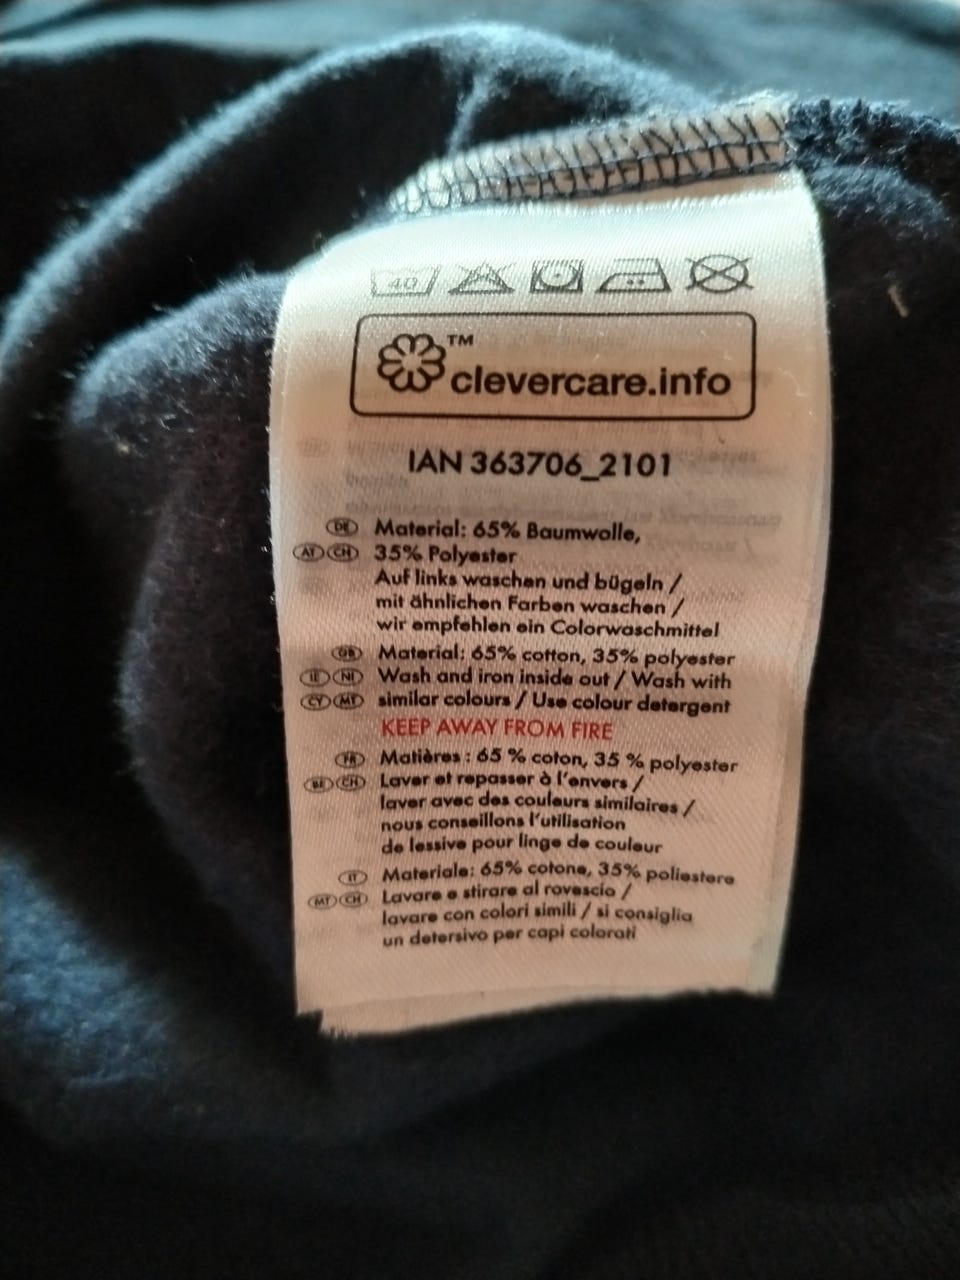 40
™
clevercare.info
IAN 363706_2101
DE Material: 65% Baumwolle,
AT CH 35% Polyester
Auf links waschen und bügeln /
mit ähnlichen Farben waschen /
wir empfehlen ein Colorwaschmittel
GB Material: 65% cotton, 35% polyester
IE NI Wash and iron inside out / Wash with
CY MT similar colours / Use colour detergent
KEEP AWAY FROM FIRE
FR Matières : 65 % coton, 35 % polyester
BE CH Laver et repasser à l'envers /
laver avec des couleurs similaires /
nous conseillons l'utilisation
de lessive pour linge de couleur
IT Materiale: 65% cotone, 35% poliestere
MT CH Lavare e stirare al rovescio /
lavare con colori simili / si consiglia
un detersivo per capi colorati